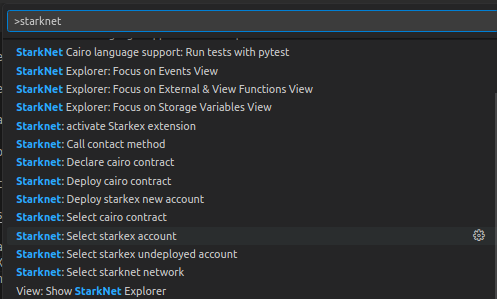 >starknet
StarkNet Cairo language support: Run tests with pytest
StarkNet Explorer: Focus on Events View
StarkNet Explorer: Focus on External & View Functions View
StarkNet Explorer: Focus on Storage Variables View
Starknet: activate Starkex extension
Starknet: Call contact method
Starknet: Declare cairo contract
Starknet: Deploy cairo contract
Starknet: Deploy starkex new account
Starknet: Select cairo contract
Starknet: Select starkex account
Starknet: Select starkex undeployed account
Starknet: Select starknet network
View: Show StarkNet Explorer